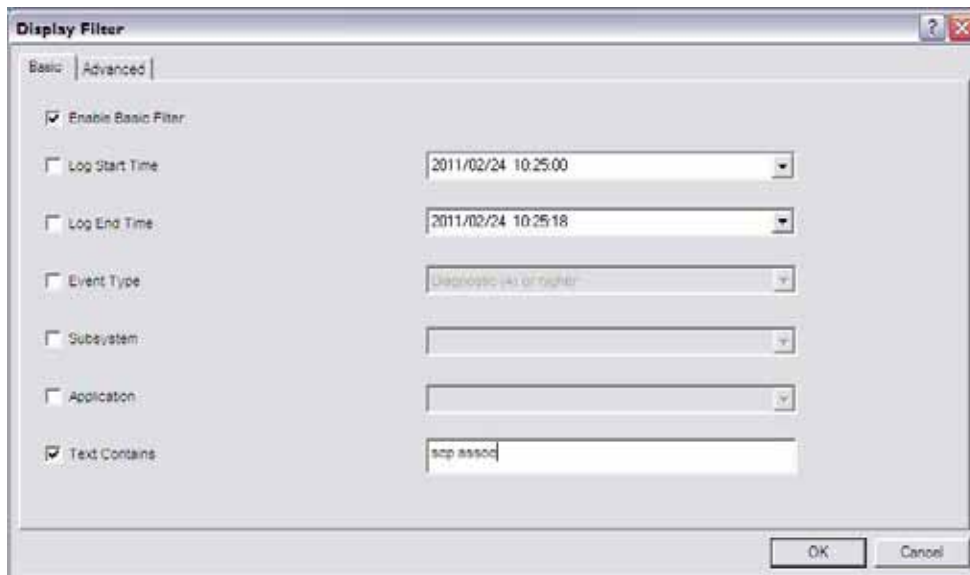 Display Filter
Basic Advanced
Enable Basic Filter
Log Start Time 2011/02/24 10:25:00
Log End Time 2011/02/24 10:25:18
Event Type Diagnostic (4) or higher
Subsystem
Application
Text Contains scp assoc
OK Cancel